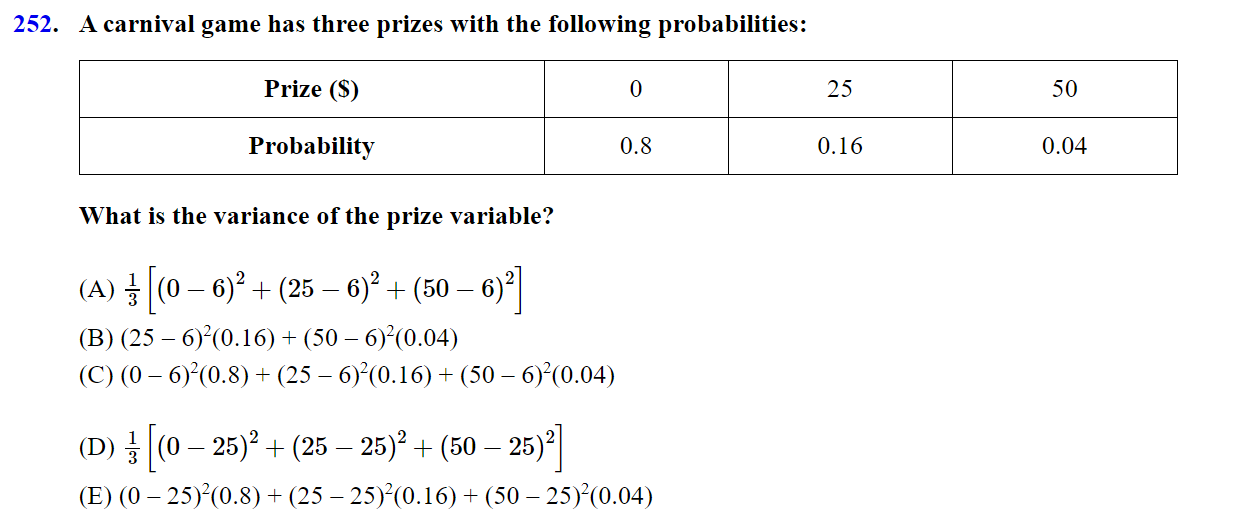 252. A carnival game has three prizes with the following probabilities:
Prize ($) 0 25 50
Probability 0.8 0.16 0.04
What is the variance of the prize variable?
(A) 1/3 [(0 – 6)² + (25 – 6)² + (50 – 6)²]
(B) (25 – 6)²(0.16) + (50 – 6)²(0.04)
(C) (0 – 6)²(0.8) + (25 – 6)²(0.16) + (50 – 6)²(0.04)
(D) 1/3 [(0 – 25)² + (25 – 25)² + (50 – 25)²]
(E) (0 – 25)²(0.8) + (25 – 25)²(0.16) + (50 – 25)²(0.04)